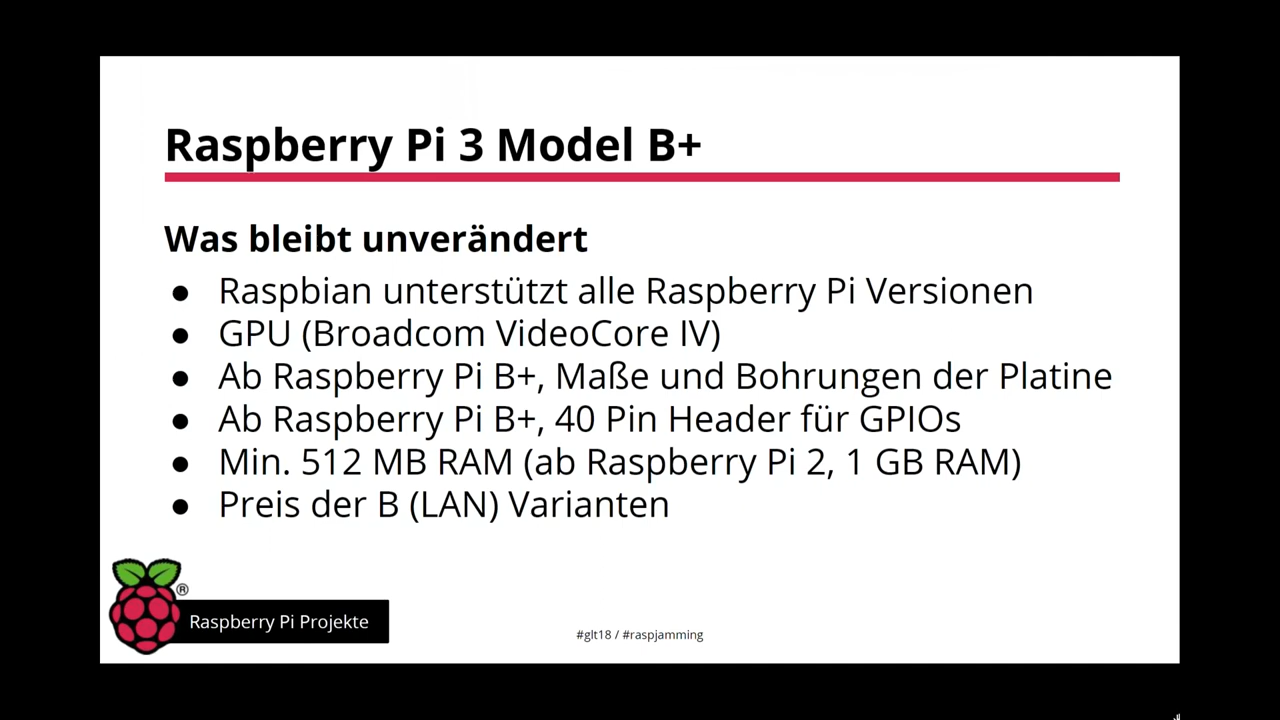 Raspberry Pi 3 Model B+
Was bleibt unverändert
● Raspbian unterstützt alle Raspberry Pi Versionen
● GPU (Broadcom VideoCore IV)
● Ab Raspberry Pi B+, Maße und Bohrungen der Platine
● Ab Raspberry Pi B+, 40 Pin Header für GPIOs
● Min. 512 MB RAM (ab Raspberry Pi 2, 1 GB RAM)
● Preis der B (LAN) Varianten
®
Raspberry Pi Projekte
#glt18 / #raspjamming